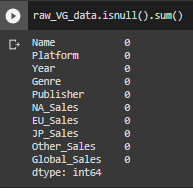 raw_VG_data.isnull().sum()
Name 0
Platform 0
Year 0
Genre 0
Publisher 0
NA_Sales 0
EU_Sales 0
JP_Sales 0
Other_Sales 0
Global_Sales 0
dtype: int64